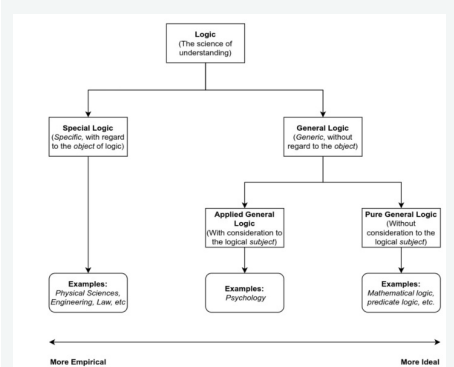 Logic
(The science of
understanding)
Special Logic
(Specific, with regard
to the object of logic)
General Logic
(Generic, without
regard to the object)
Applied General
Logic
(With consideration to
the logical subject)
Pure General Logic
(Without
consideration to the
logical subject)
Examples:
Physical Sciences,
Engineering, Law, etc
Examples:
Psychology
Examples:
Mathematical logic,
predicate logic, etc.
More Empirical
More Ideal